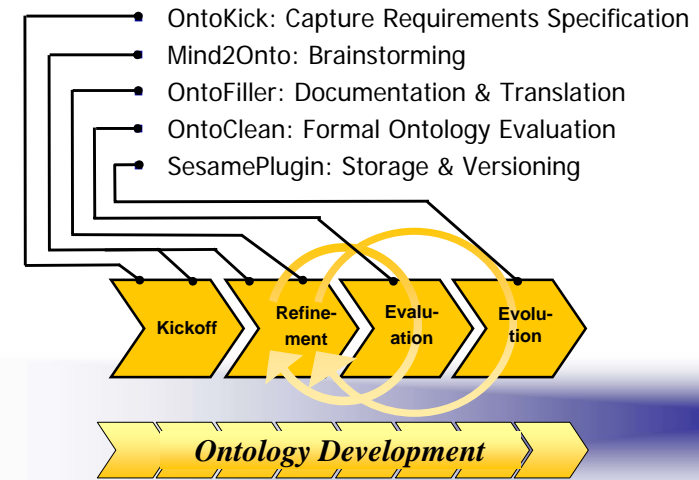 OntoKick: Capture Requirements Specification
Mind2Onto: Brainstorming
OntoFiller: Documentation & Translation
OntoClean: Formal Ontology Evaluation
SesamePlugin: Storage & Versioning
Kickoff
Refine-
ment
Evalu-
ation
Evolu-
tion
Ontology Development